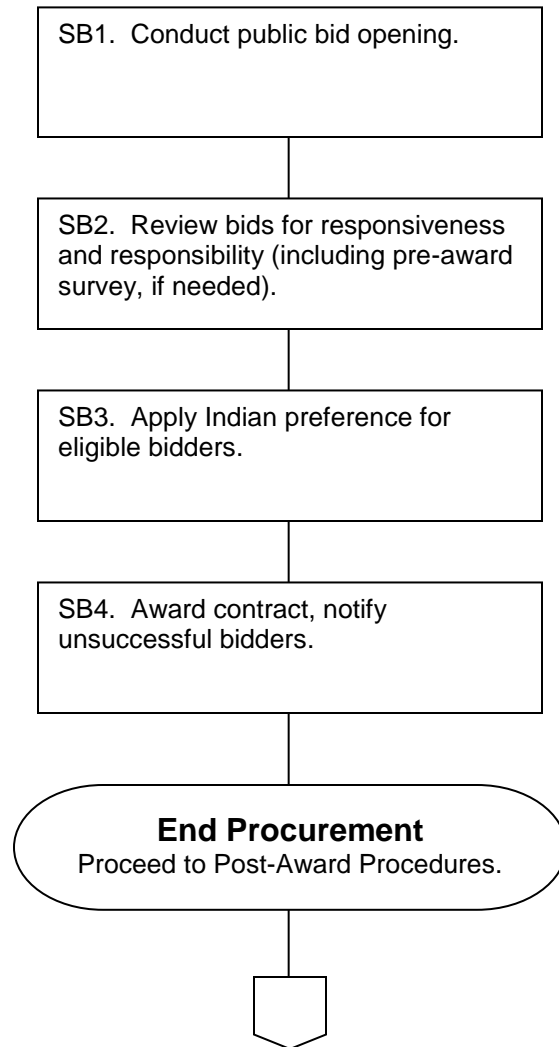 SB1.  Conduct public bid opening.
SB2.  Review bids for responsiveness
and responsibility (including pre-award
survey, if needed).
SB3.  Apply Indian preference for
eligible bidders.
SB4.  Award contract, notify
unsuccessful bidders.
End Procurement
Proceed to Post-Award Procedures.